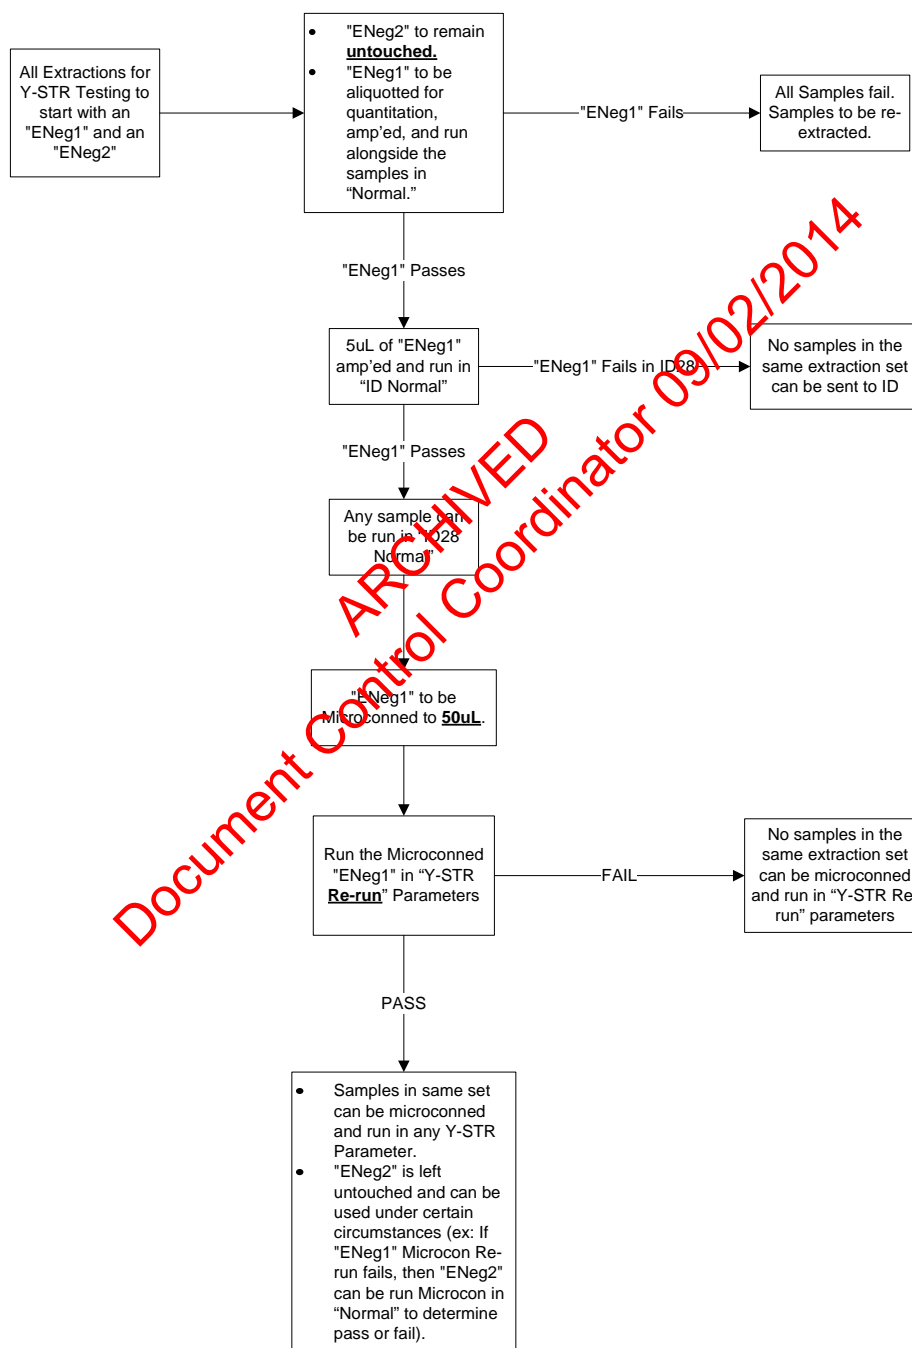 All Extractions for
Y-STR Testing to
start with an
"ENeg1" and an
"ENeg2"
• "ENeg2" to remain
untouched.
• "ENeg1" to be
aliquotted for
quantitation,
amp'ed, and run
alongside the
samples in
“Normal.”
"ENeg1" Fails
All Samples fail.
Samples to be re-
extracted.
"ENeg1" Passes
5uL of "ENeg1"
amp'ed and run in
“ID Normal”
"ENeg1" Fails in ID28
No samples in the
same extraction set
can be sent to ID
"ENeg1" Passes
Any sample can
be run in “ID28
Normal”
"ENeg1" to be
Microconned to 50uL.
Run the Microconned
"ENeg1" in “Y-STR
Re-run” Parameters
FAIL
No samples in the
same extraction set
can be microconned
and run in “Y-STR Re-
run” parameters
PASS
• Samples in same set
can be microconned
and run in any Y-STR
Parameter.
• "ENeg2" is left
untouched and can be
used under certain
circumstances (ex: If
"ENeg1" Microcon Re-
run fails, then "ENeg2"
can be run Microcon in
“Normal” to determine
pass or fail).
ARCHIVED
Document Control Coordinator 09/02/2014